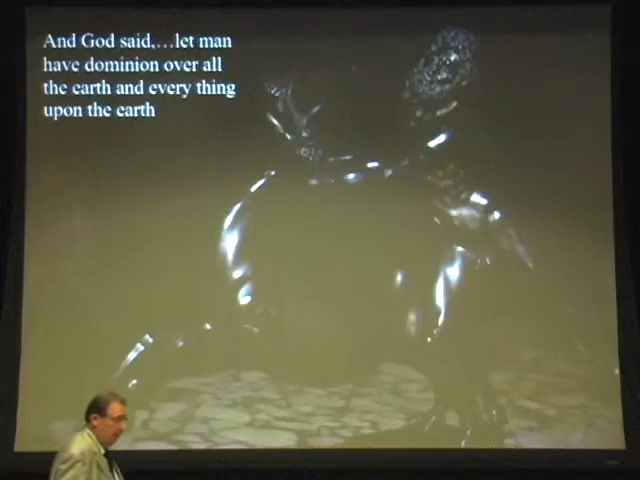 And God said,…let man
have dominion over all
the earth and every thing
upon the earth